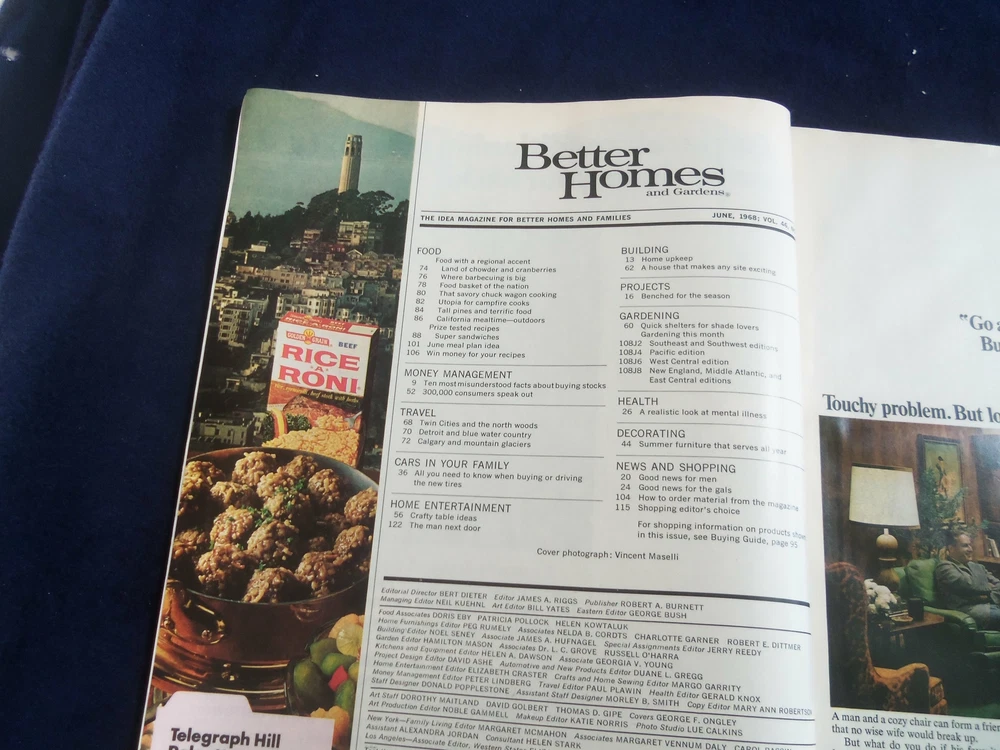 Better
Homes
and Gardens®
THE IDEA MAGAZINE FOR BETTER HOMES AND FAMILIES
JUNE, 1968; VOL. 46,
FOOD
Food with a regional accent
74 Land of chowder and cranberries
76 Where barbecuing is big
78 Food basket of the nation
80 That savory chuck wagon cooking
82 Utopia for campfire cooks
84 Tall pines and terrific food
86 California mealtime—outdoors
Prize tested recipes
88 Super sandwiches
101 June meal plan idea
106 Win money for your recipes
MONEY MANAGEMENT
9 Ten most misunderstood facts about buying stocks
52 300,000 consumers speak out
TRAVEL
68 Twin Cities and the north woods
70 Detroit and blue water country
72 Calgary and mountain glaciers
CARS IN YOUR FAMILY
36 All you need to know when buying or driving
the new tires
HOME ENTERTAINMENT
56 Crafty table ideas
122 The man next door
BUILDING
13 Home upkeep
62 A house that makes any site exciting
PROJECTS
16 Benched for the season
GARDENING
60 Quick shelters for shade lovers
Gardening this month
108J2 Southeast and Southwest editions
108J4 Pacific edition
108J6 West Central edition
108J8 New England, Middle Atlantic, and
East Central editions
HEALTH
26 A realistic look at mental illness
DECORATING
44 Summer furniture that serves all year
NEWS AND SHOPPING
20 Good news for men
24 Good news for the gals
104 How to order material from the magazine
115 Shopping editor's choice
For shopping information on products
in this issue, see Buying Guide, page 95
Cover photograph: Vincent Maselli
Editorial Director BERT DIETER Editor JAMES A. RIGGS Publisher ROBERT A. BURNETT
Managing Editor NEIL KUEHNL Art Editor BILL YATES Eastern Editor GEORGE BUSH
Food Associates DORIS EBY PATRICIA POLLOCK HELEN KOWTALUK
Home Furnishings Editor PEG RUMELY Associates NELDA B. CORDTS CHARLOTTE GARNER ROBERT E. DITTMER
Building Editor NOEL SENEY Associate JAMES A. HUFNAGEL Special Assignments Editor JERRY REEDY
Garden Editor HAMILTON MASON Associates Dr. L. C. GROVE RUSSELL O'HARRA
Kitchens and Equipment Editor HELEN A. DAWSON Associate GEORGIA V. YOUNG
Project Design Editor DAVID ASHE Automotive and New Products Editor DUANE L. GREGG
Home Entertainment Editor ELIZABETH CRASTER Crafts and Home Sewing Editor MARGO GARRITY
Money Management Editor PETER LINDBERG Travel Editor PAUL PLAWIN Health Editor GERALD KNOX
Staff Designer DONALD POPPLESTONE Assistant Staff Designer MORLEY B. SMITH Copy Editor MARY ANN ROBERTSON
Art Staff DOROTHY MAITLAND DAVID GOLBERT THOMAS D. GIPE Covers GEORGE F. ONGLEY
Art Production Editor NOBLE GAMMELL Makeup Editor KATIE NORRIS Photo Studio LUE CALKINS
New York—Family Living Editor MARGARET McMAHON Associates MARGARET VENNUM DALY CAROL
Assistant ALEXANDRA JORDAN Consultant HELEN STARK
Los Angeles—Associate Editor, Western
GOLDEN GRAIN
BEEF
RICE
A
RONI
Telegraph Hill
"Go
Bu
Touchy problem. But lo
A man and a cozy chair can form a frie
that no wise wife would break up.
But what do you do if he